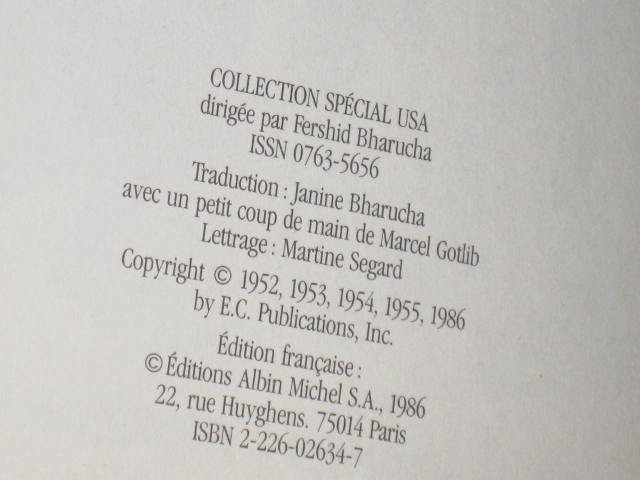 COLLECTION SPÉCIAL USA
dirigée par Fershid Bharucha
ISSN 0763-5656
Traduction : Janine Bharucha
avec un petit coup de main de Marcel Gotlib
Lettrage : Martine Segard
Copyright © 1952, 1953, 1954, 1955, 1986
by E.C. Publications, Inc.
Édition française :
© Éditions Albin Michel S.A., 1986
22, rue Huyghens. 75014 Paris
ISBN 2-226-02634-7